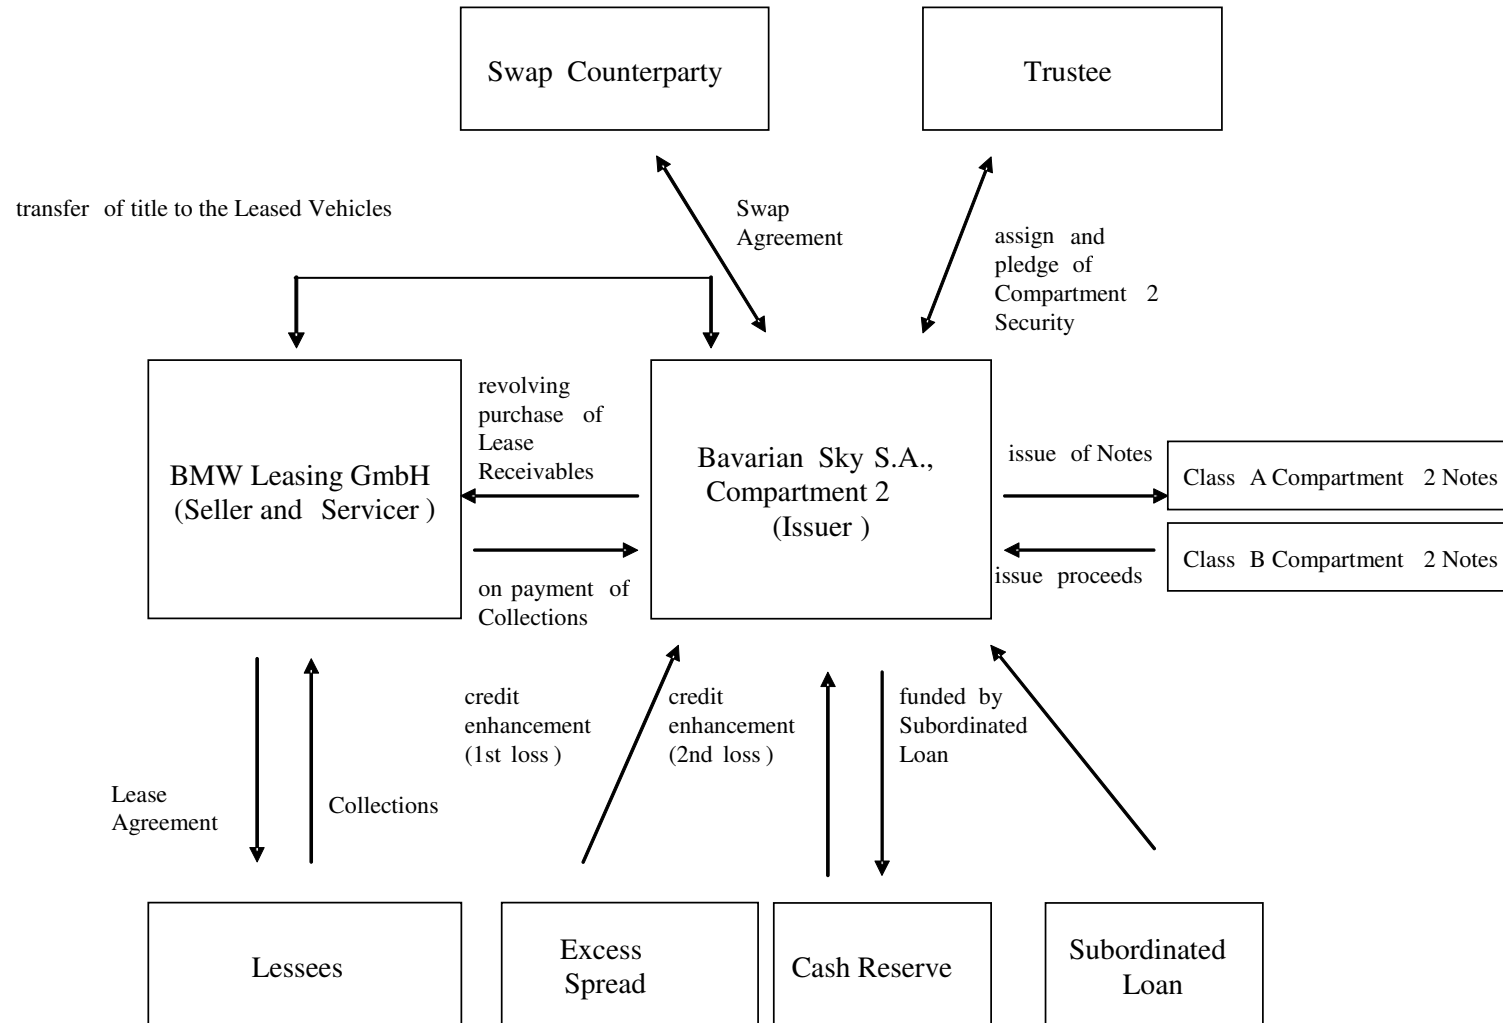 Swap Counterparty
Trustee
transfer of title to the Leased Vehicles
Swap
Agreement
assign and
pledge of
Compartment 2
Security
revolving
purchase of
Lease
Receivables
BMW Leasing GmbH
(Seller and Servicer )
Bavarian Sky S.A.,
Compartment 2
(Issuer )
issue of Notes
Class A Compartment 2 Notes
Class B Compartment 2 Notes
issue proceeds
on payment of
Collections
credit
enhancement
(1st loss )
credit
enhancement
(2nd loss )
funded by
Subordinated
Loan
Lease
Agreement
Collections
Lessees
Excess
Spread
Cash Reserve
Subordinated
Loan